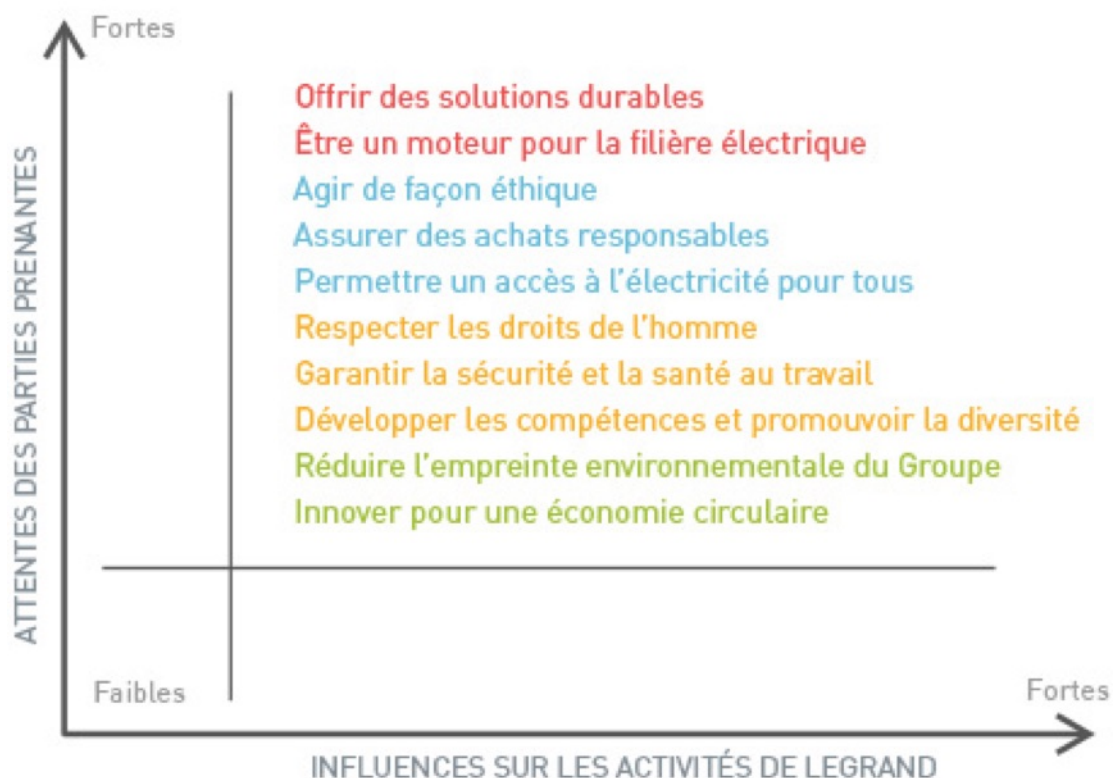 Fortes
ATTENTES DES PARTIES PRENANTES
Offrir des solutions durables
Être un moteur pour la filière électrique
Agir de façon éthique
Assurer des achats responsables
Permettre un accès à l'électricité pour tous
Respecter les droits de l'homme
Garantir la sécurité et la santé au travail
Développer les compétences et promouvoir la diversité
Réduire l'empreinte environnementale du Groupe
Innover pour une économie circulaire
Faibles
Fortes
INFLUENCES SUR LES ACTIVITÉS DE LEGRAND